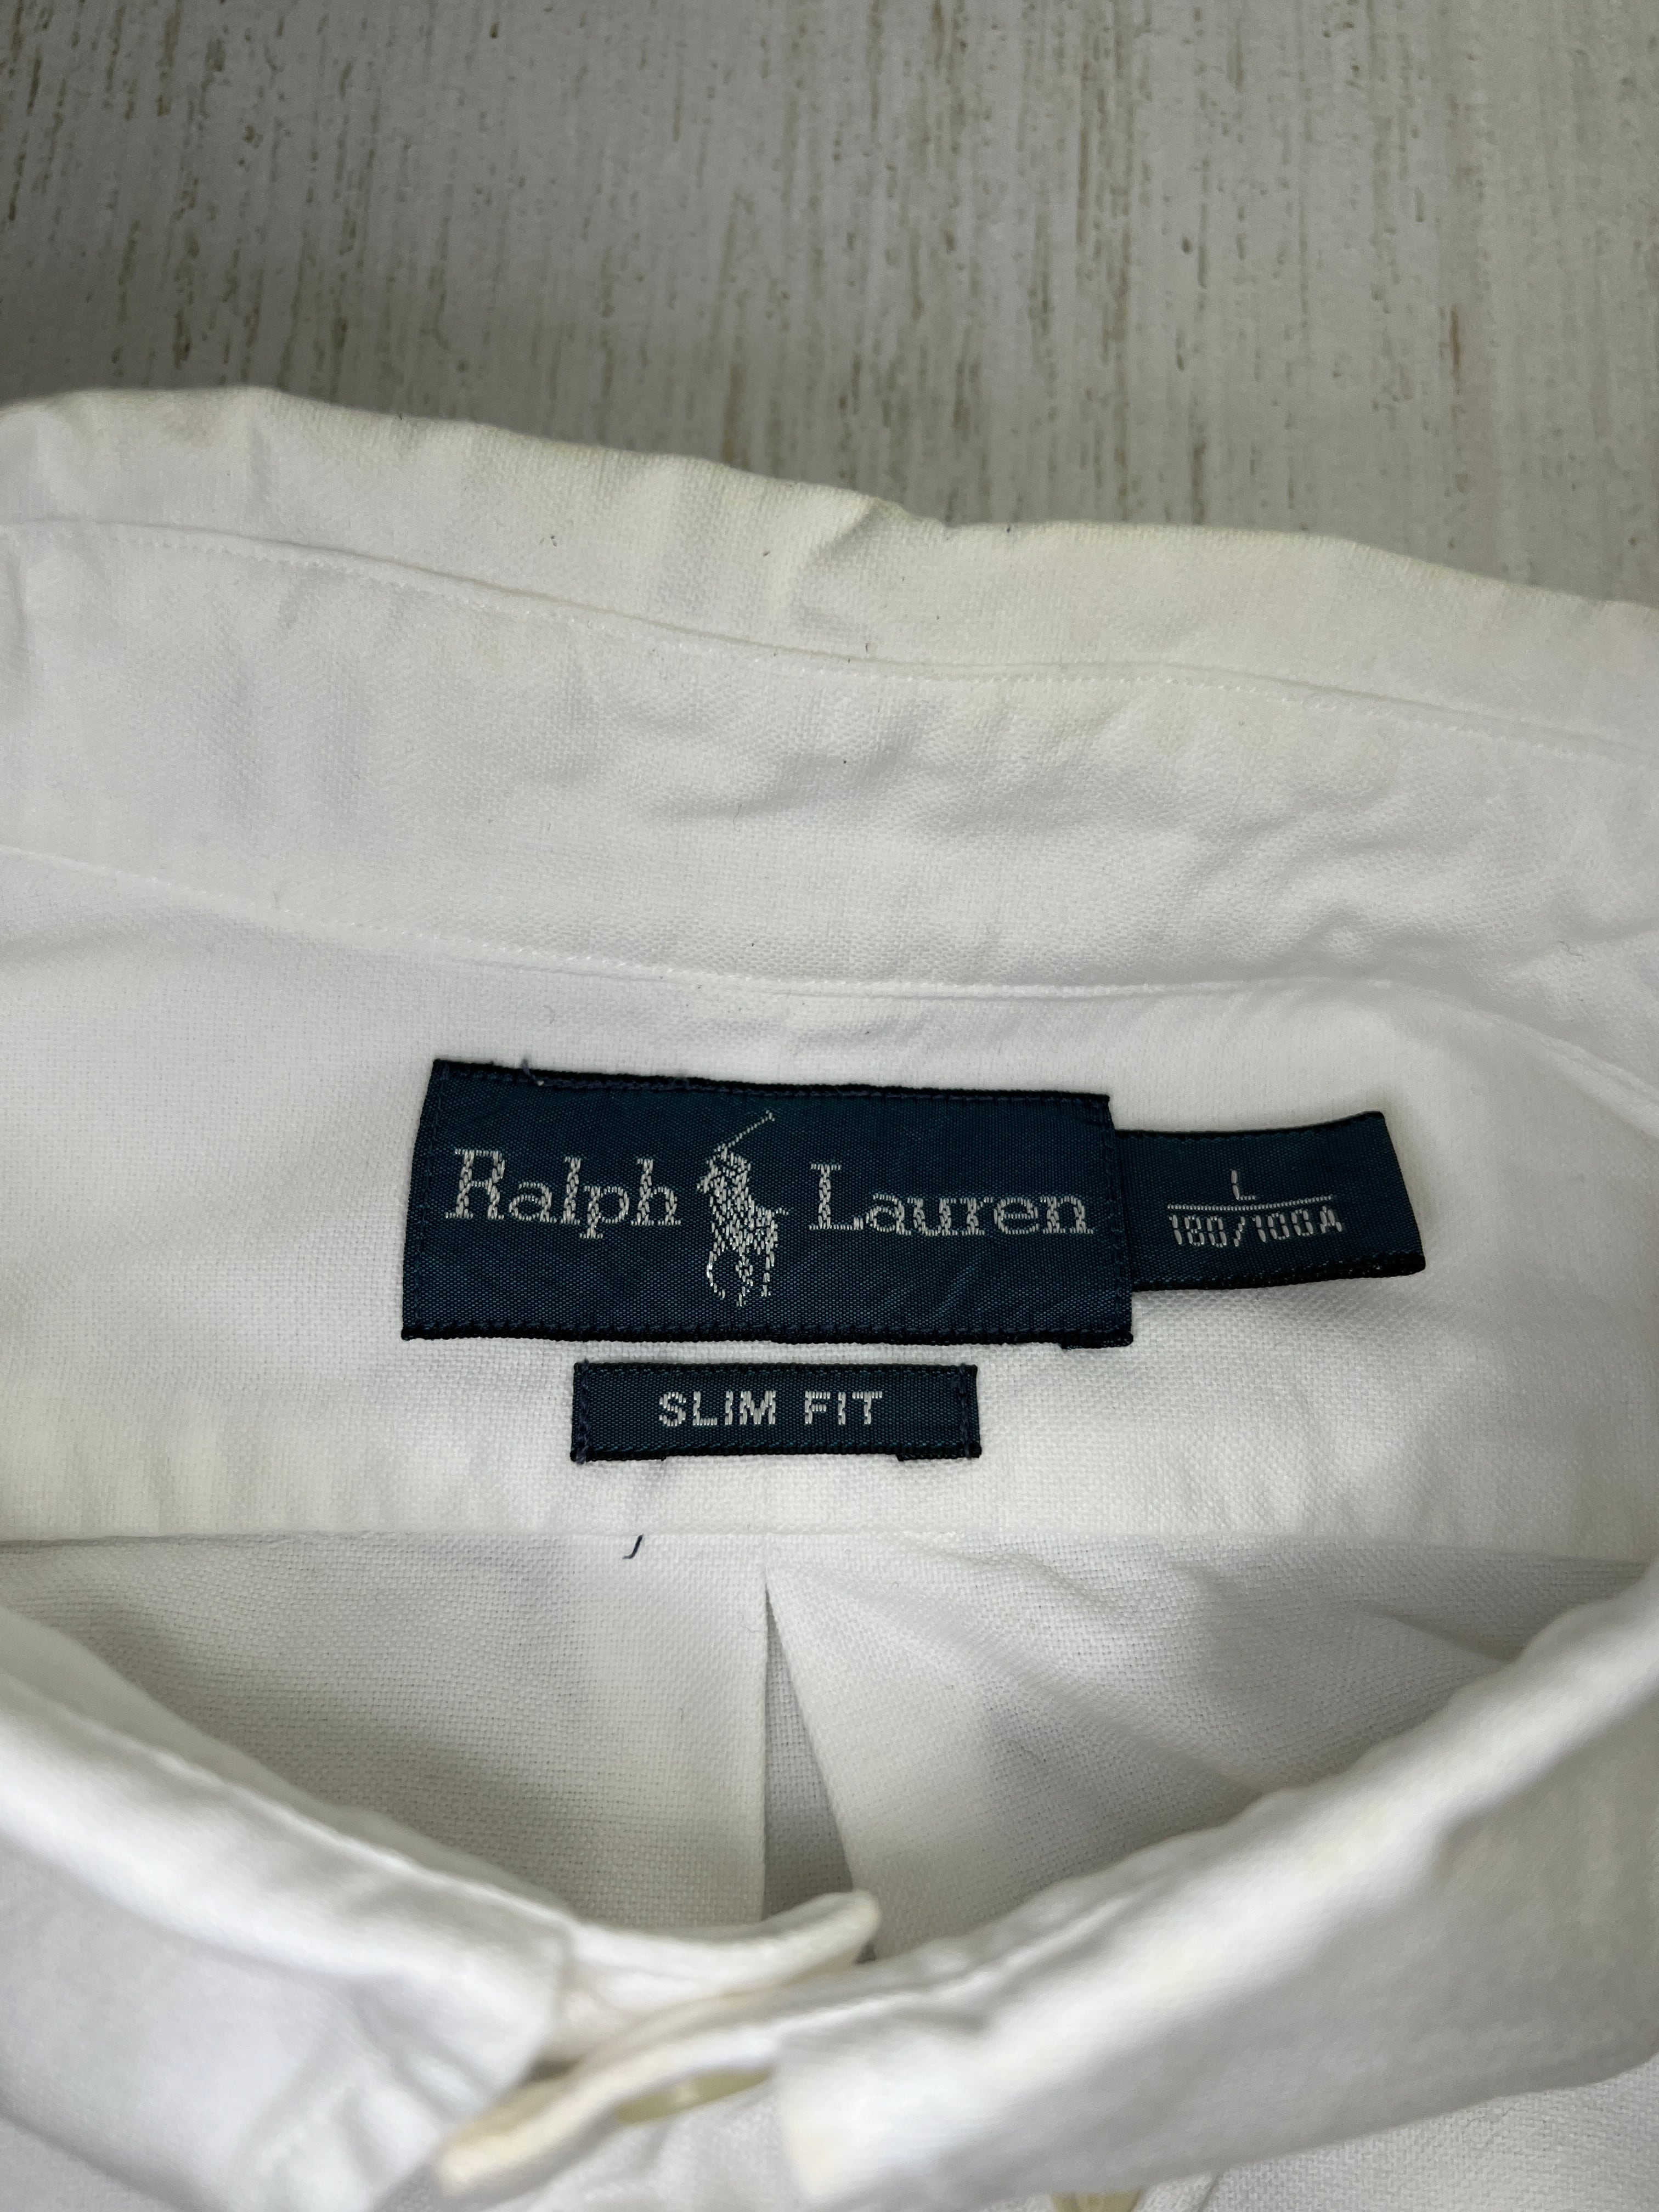 Ralph Lauren
L
180/100A
SLIM FIT